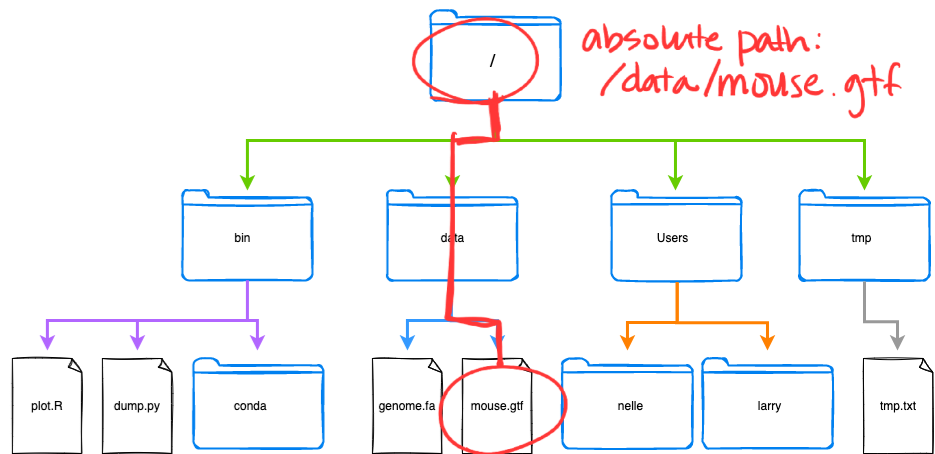 /
absolute path:
/data/mouse.gtf
bin
data
Users
tmp
plot.R
dump.py
conda
genome.fa
mouse.gtf
nelle
larry
tmp.txt